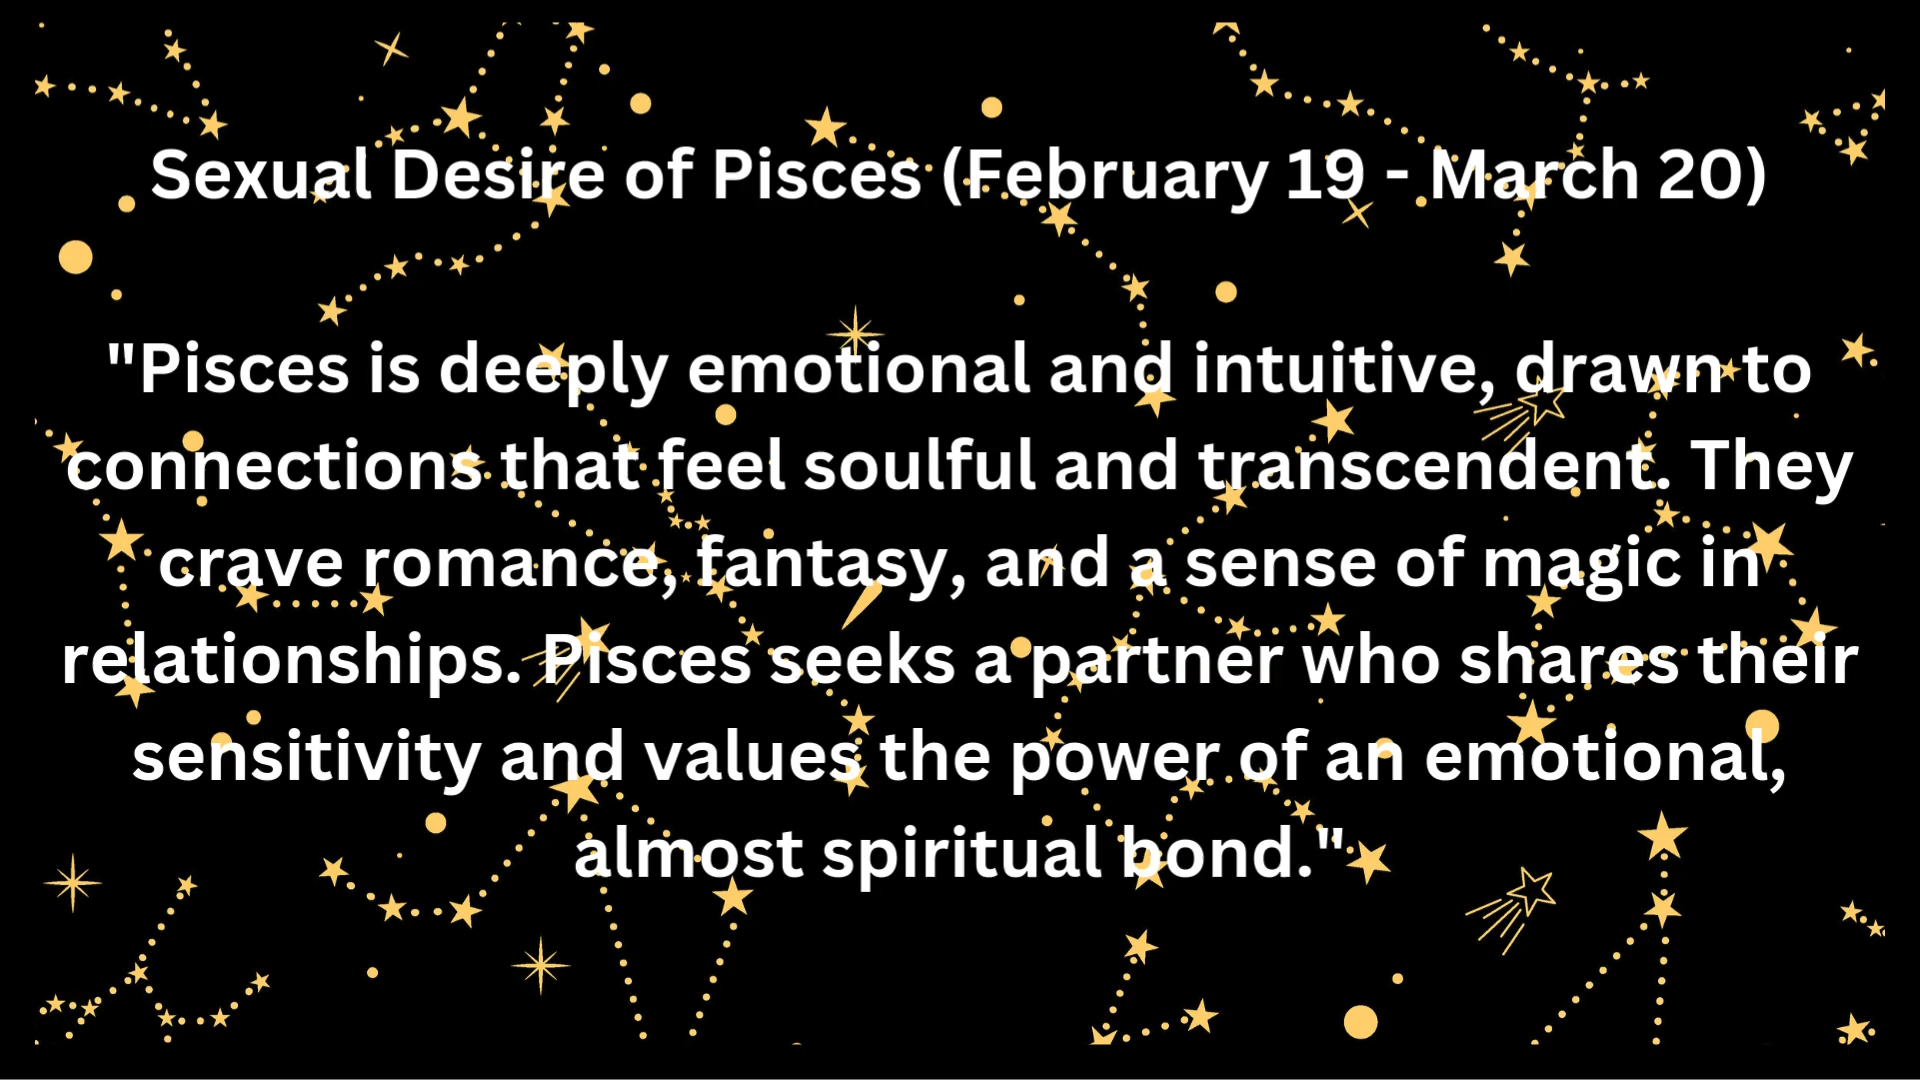 Sexual Desire of Pisces (February 19 - March 20)
"Pisces is deeply emotional and intuitive, drawn to
connections that feel soulful and transcendent. They
crave romance, fantasy, and a sense of magic in
relationships. Pisces seeks a partner who shares their
sensitivity and values the power of an emotional,
almost spiritual bond."